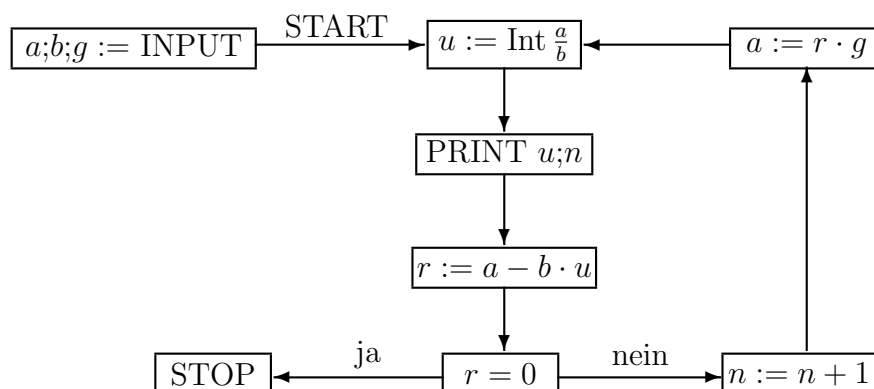 START
a;b;g := INPUT
u := Int a/b
a := r · g
PRINT u;n
r := a − b · u
ja
nein
STOP
r = 0
n := n + 1